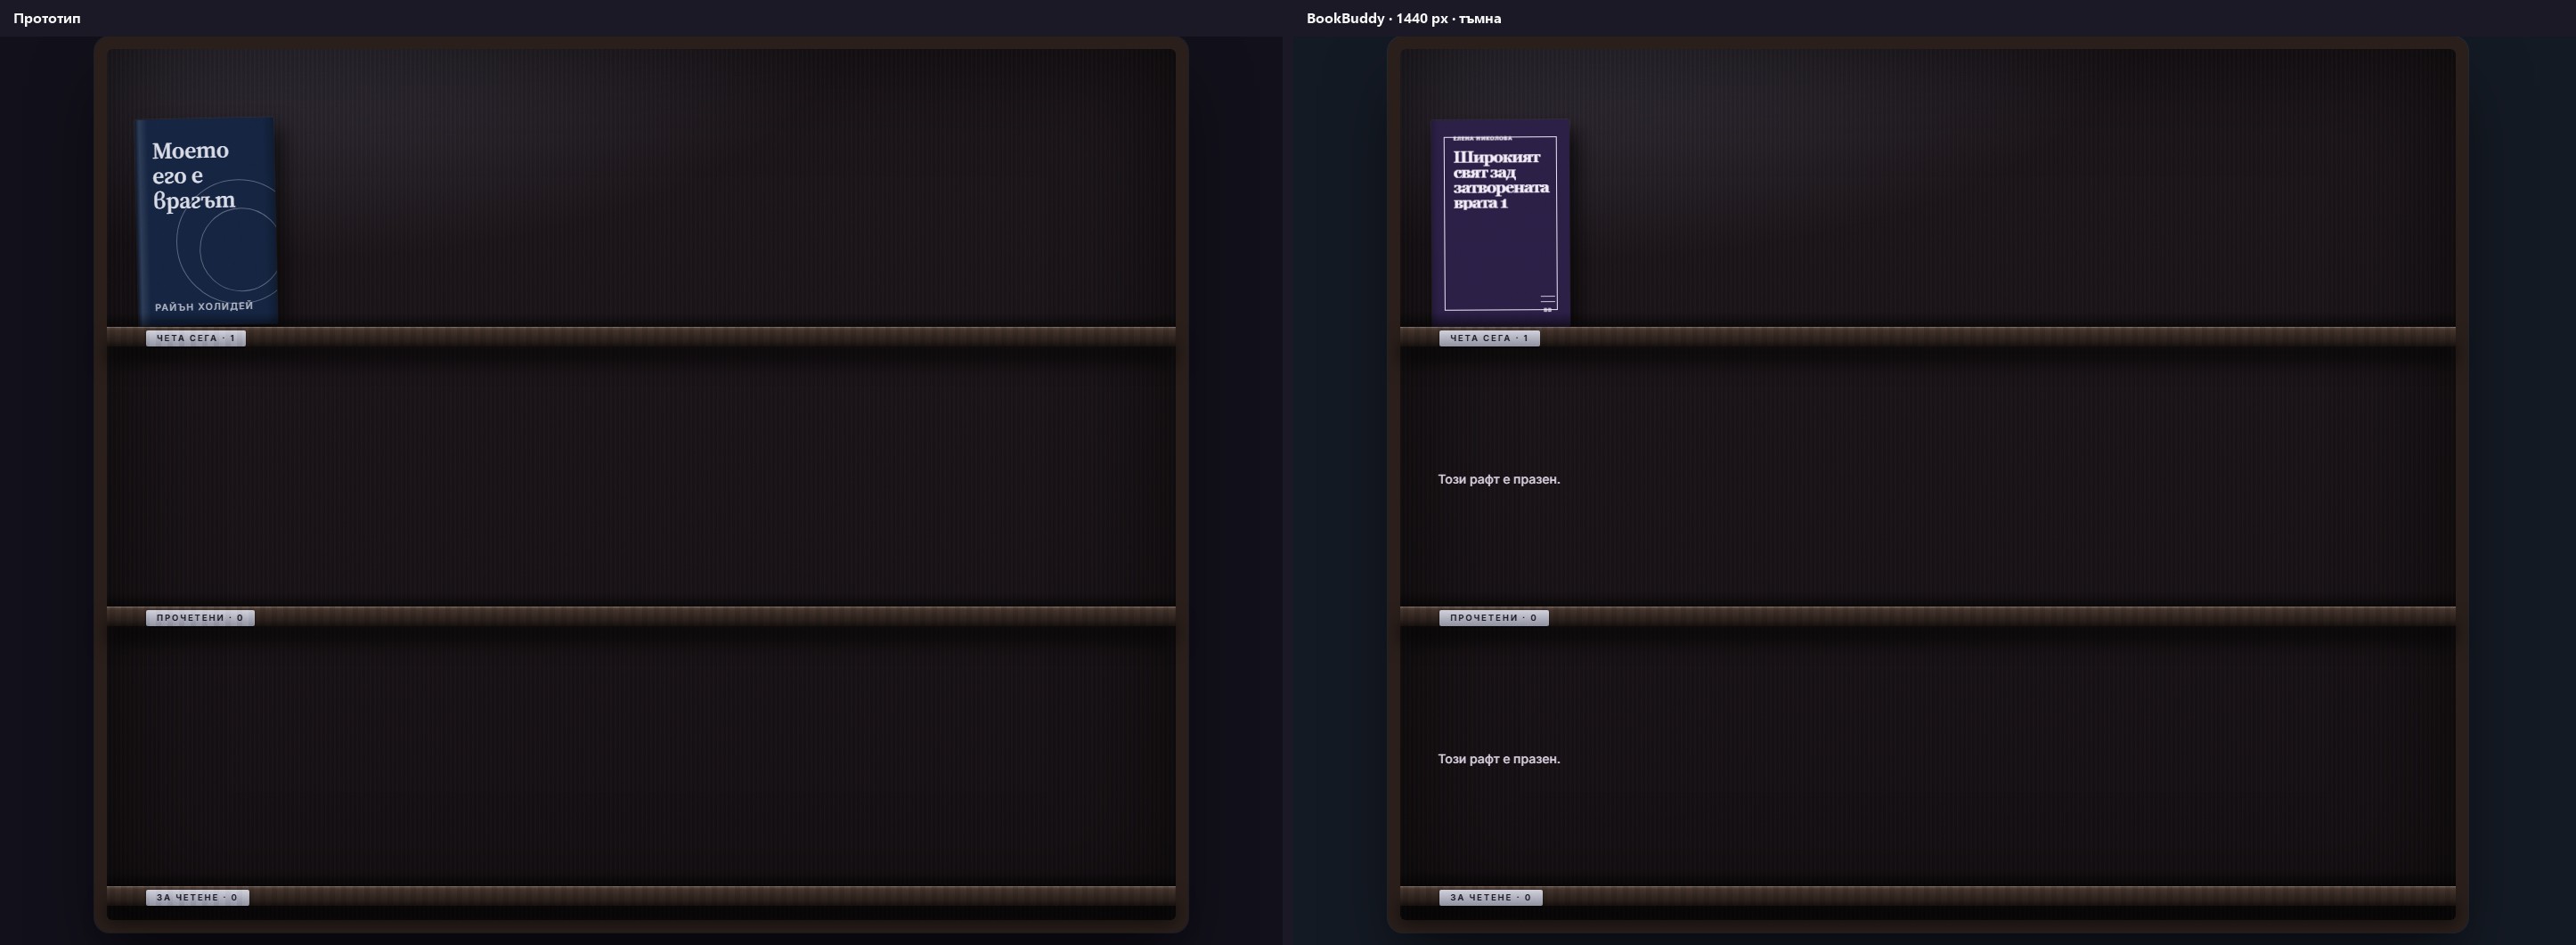 Прототип
Моето
его е
врагът
РАЙЪН ХОЛИДЕЙ
ЧЕТА СЕГА · 1
ПРОЧЕТЕНИ · 0
ЗА ЧЕТЕНЕ · 0
BookBuddy · 1440 px · тъмна
ЕЛЕНА НИКОЛОВА
Широкият
свят зад
затворената
врата 1
ЧЕТА СЕГА · 1
Този рафт е празен.
ПРОЧЕТЕНИ · 0
Този рафт е празен.
ЗА ЧЕТЕНЕ · 0